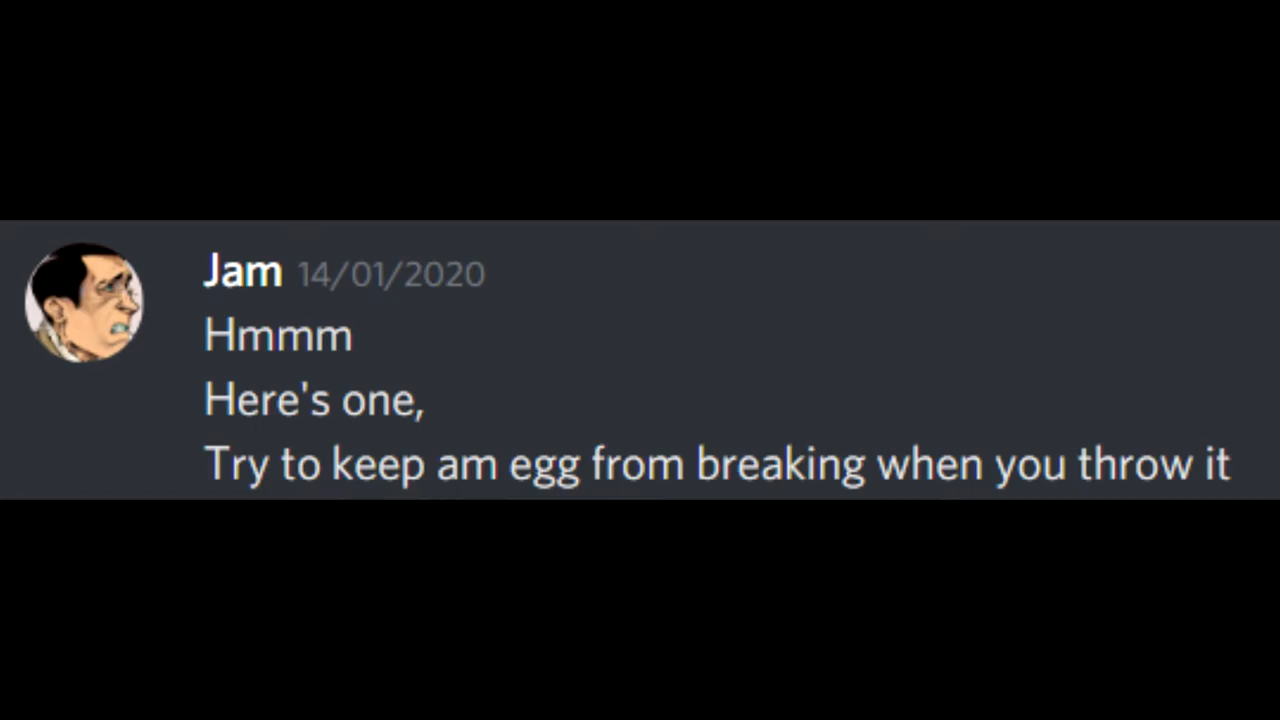 Jam 14/01/2020
Hmmm
Here's one,
Try to keep am egg from breaking when you throw it